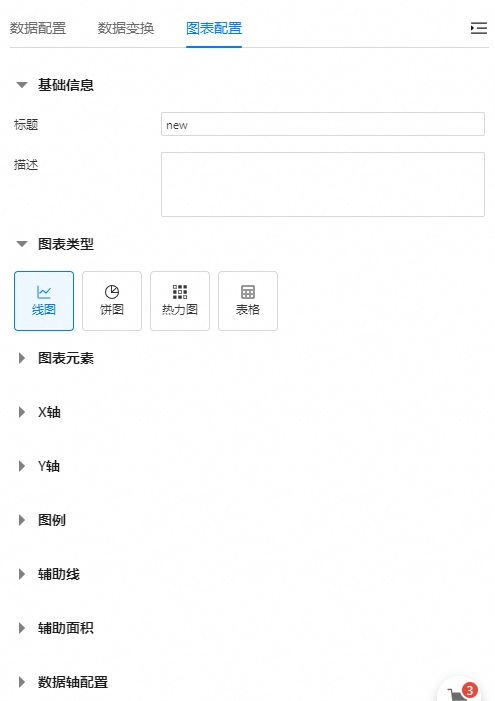 数据配置 数据变换 图表配置
基础信息
标题 new
描述
图表类型
线图 饼图 热力图 表格
图表元素
X轴
Y轴
图例
辅助线
辅助面积
数据轴配置
3